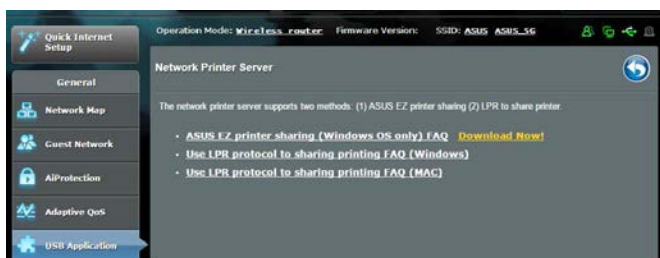 Quick Internet
Setup
Operation Mode: Wireless router Firmware Version: SSID: ASUS ASUS_5G
General
Network Printer Server
Network Map
The network printer server supports two methods: (1) ASUS EZ printer sharing (2) LPR to share printer.
Guest Network
• ASUS EZ printer sharing (Windows OS only) FAQ Download Now!
• Use LPR protocol to sharing printing FAQ (Windows)
• Use LPR protocol to sharing printing FAQ (MAC)
AiProtection
Adaptive QoS
USB Application